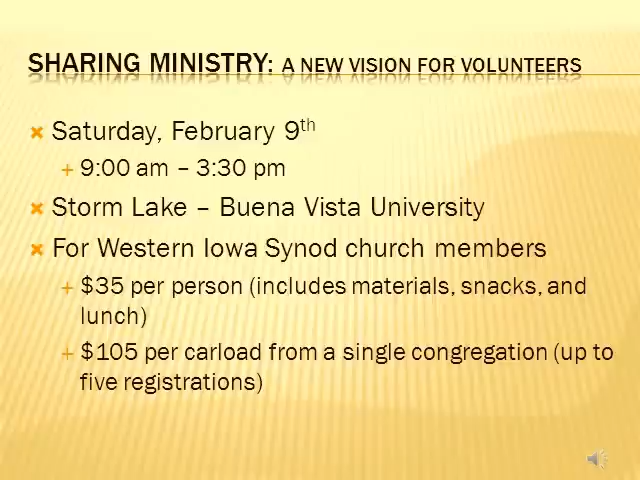 SHARING MINISTRY: A NEW VISION FOR VOLUNTEERS
Saturday, February 9th
9:00 am – 3:30 pm
Storm Lake – Buena Vista University
For Western Iowa Synod church members
$35 per person (includes materials, snacks, and
lunch)
$105 per carload from a single congregation (up to
five registrations)